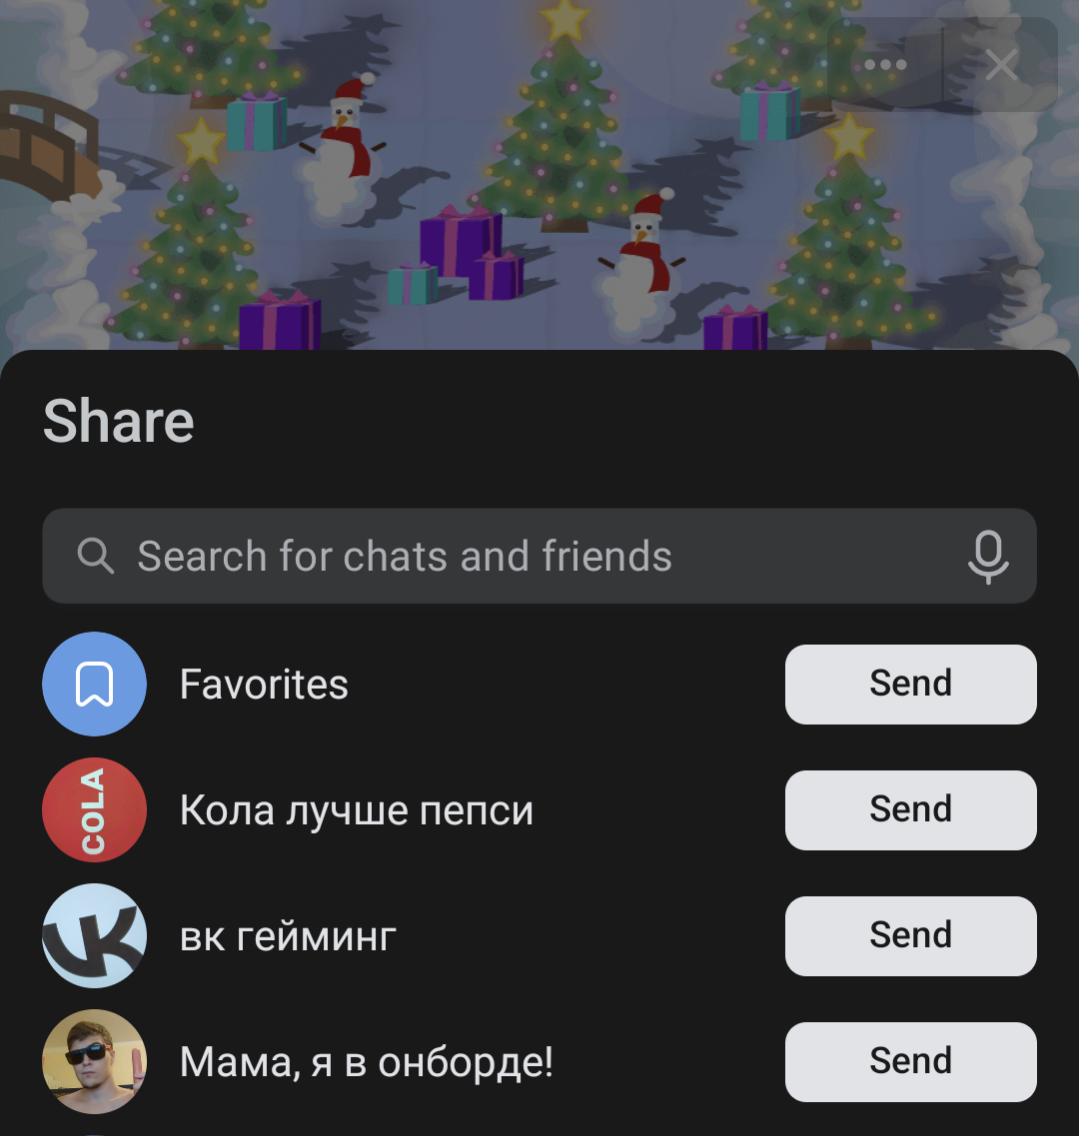 Share
Search for chats and friends
Favorites
Send
COLA
Кола лучше пепси
Send
вк гейминг
Send
Мама, я в онборде!
Send